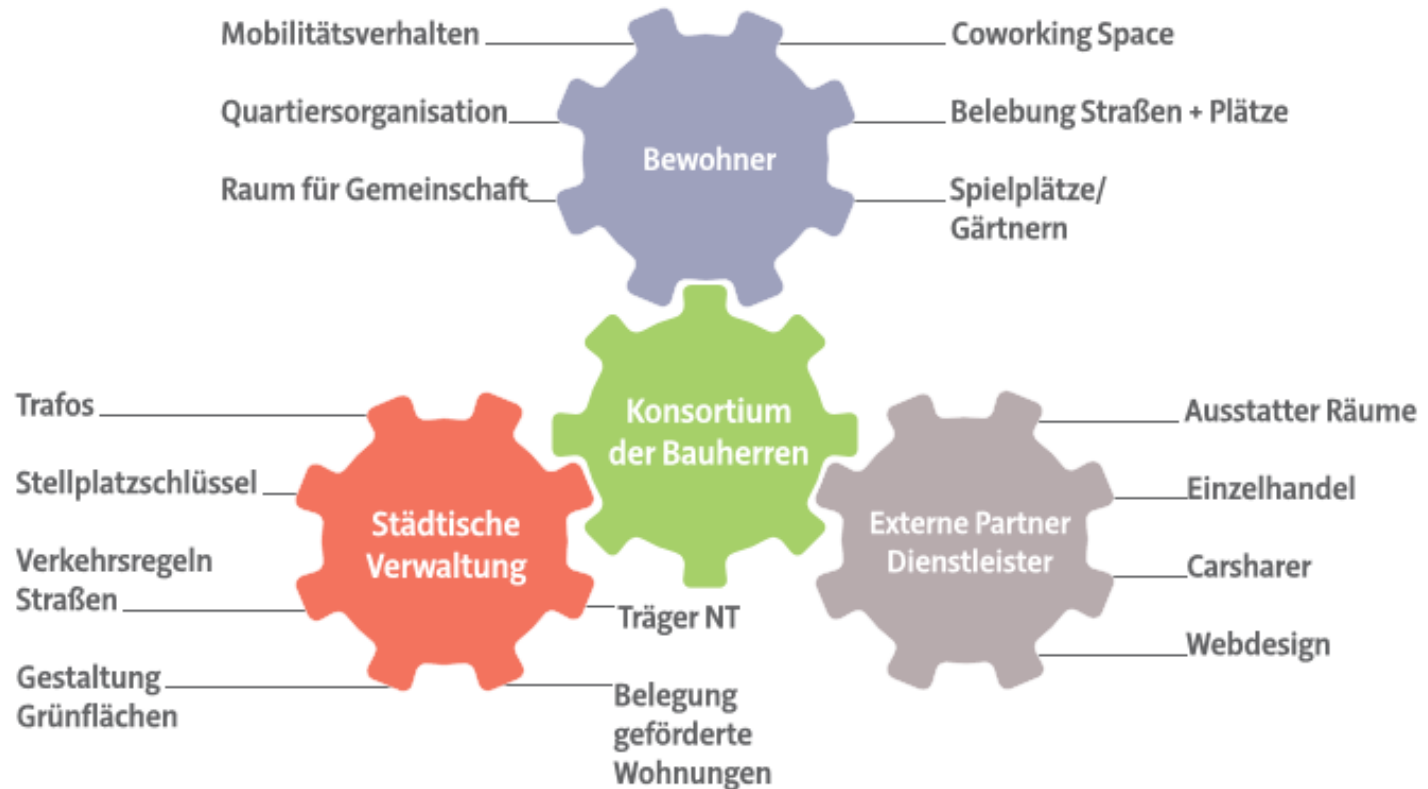 Mobilitätsverhalten
Coworking Space
Quartiersorganisation
Belebung Straßen + Plätze
Bewohner
Raum für Gemeinschaft
Spielplätze/
Gärtnern
Konsortium
der Bauherren
Trafos
Stellplatzschlüssel
Städtische
Verwaltung
Verkehrsregeln
Straßen
Gestaltung
Grünflächen
Träger NT
Belegung
geförderte
Wohnungen
Externe Partner
Dienstleister
Ausstatter Räume
Einzelhandel
Carsharer
Webdesign